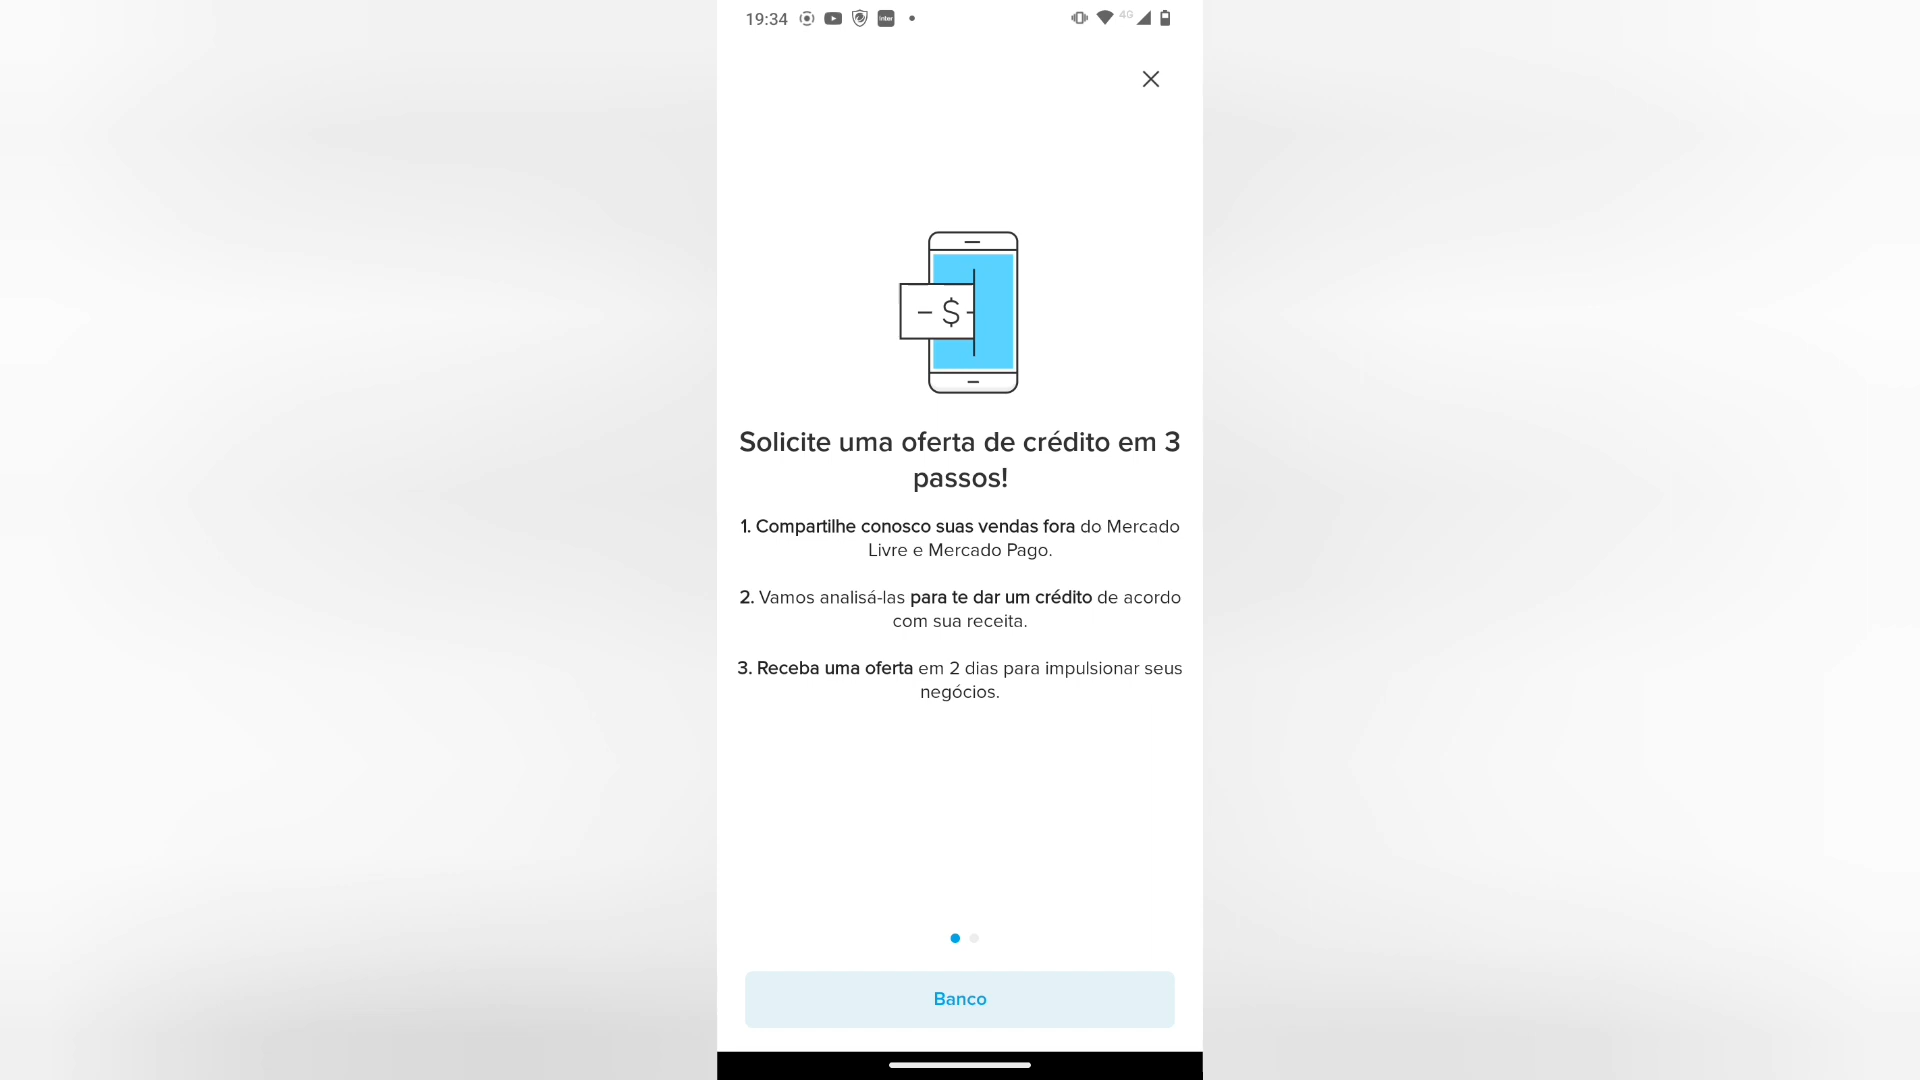 19:34
inter
4G
- $ -
Solicite uma oferta de crédito em 3
passos!
1. Compartilhe conosco suas vendas fora do Mercado
Livre e Mercado Pago.
2. Vamos analisá-las para te dar um crédito de acordo
com sua receita.
3. Receba uma oferta em 2 dias para impulsionar seus
negócios.
Banco